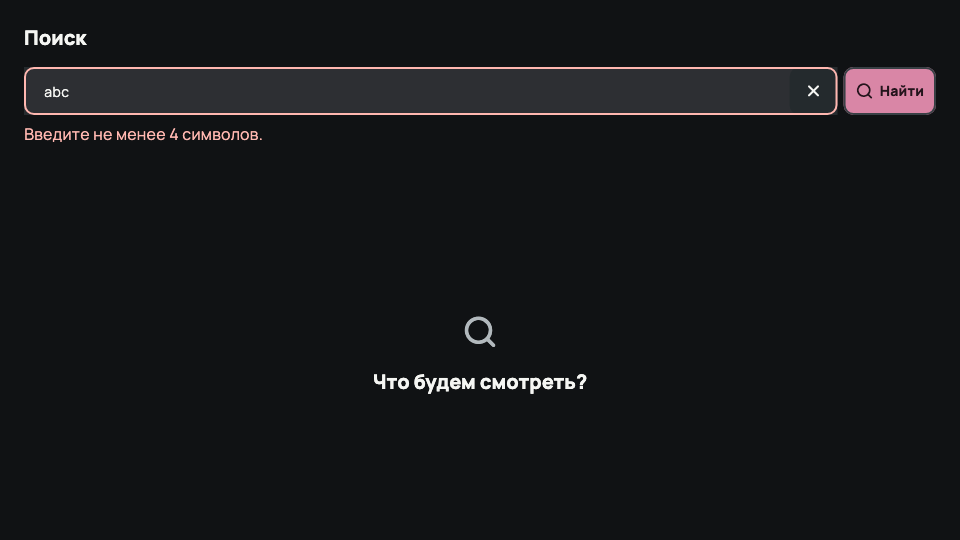 Поиск
abc
Найти
Введите не менее 4 символов.
Что будем смотреть?